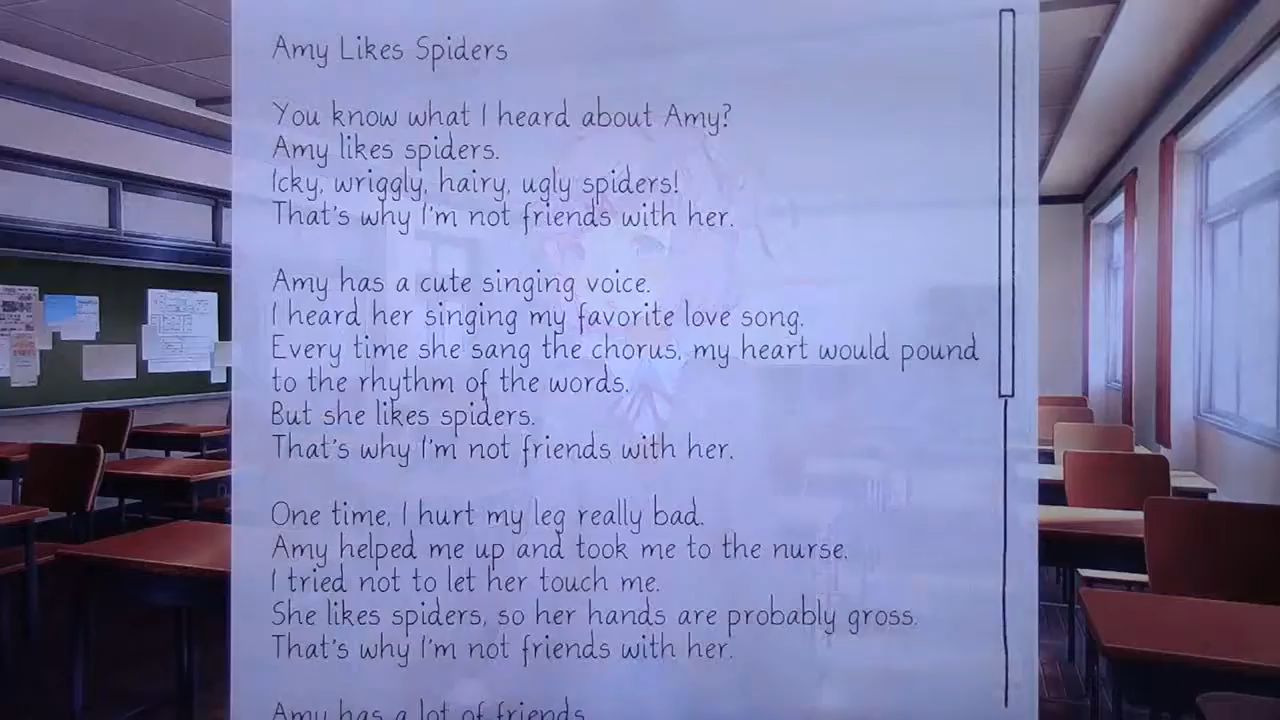 Amy Likes Spiders
You know what I heard about Amy?
Amy likes spiders.
Icky, wriggly, hairy, ugly spiders!
That's why I'm not friends with her.
Amy has a cute singing voice.
I heard her singing my favorite love song.
Every time she sang the chorus, my heart would pound
to the rhythm of the words.
But she likes spiders.
That's why I'm not friends with her.
One time, I hurt my leg really bad.
Amy helped me up and took me to the nurse.
I tried not to let her touch me.
She likes spiders, so her hands are probably gross.
That's why I'm not friends with her.
Amy has a lot of friends.